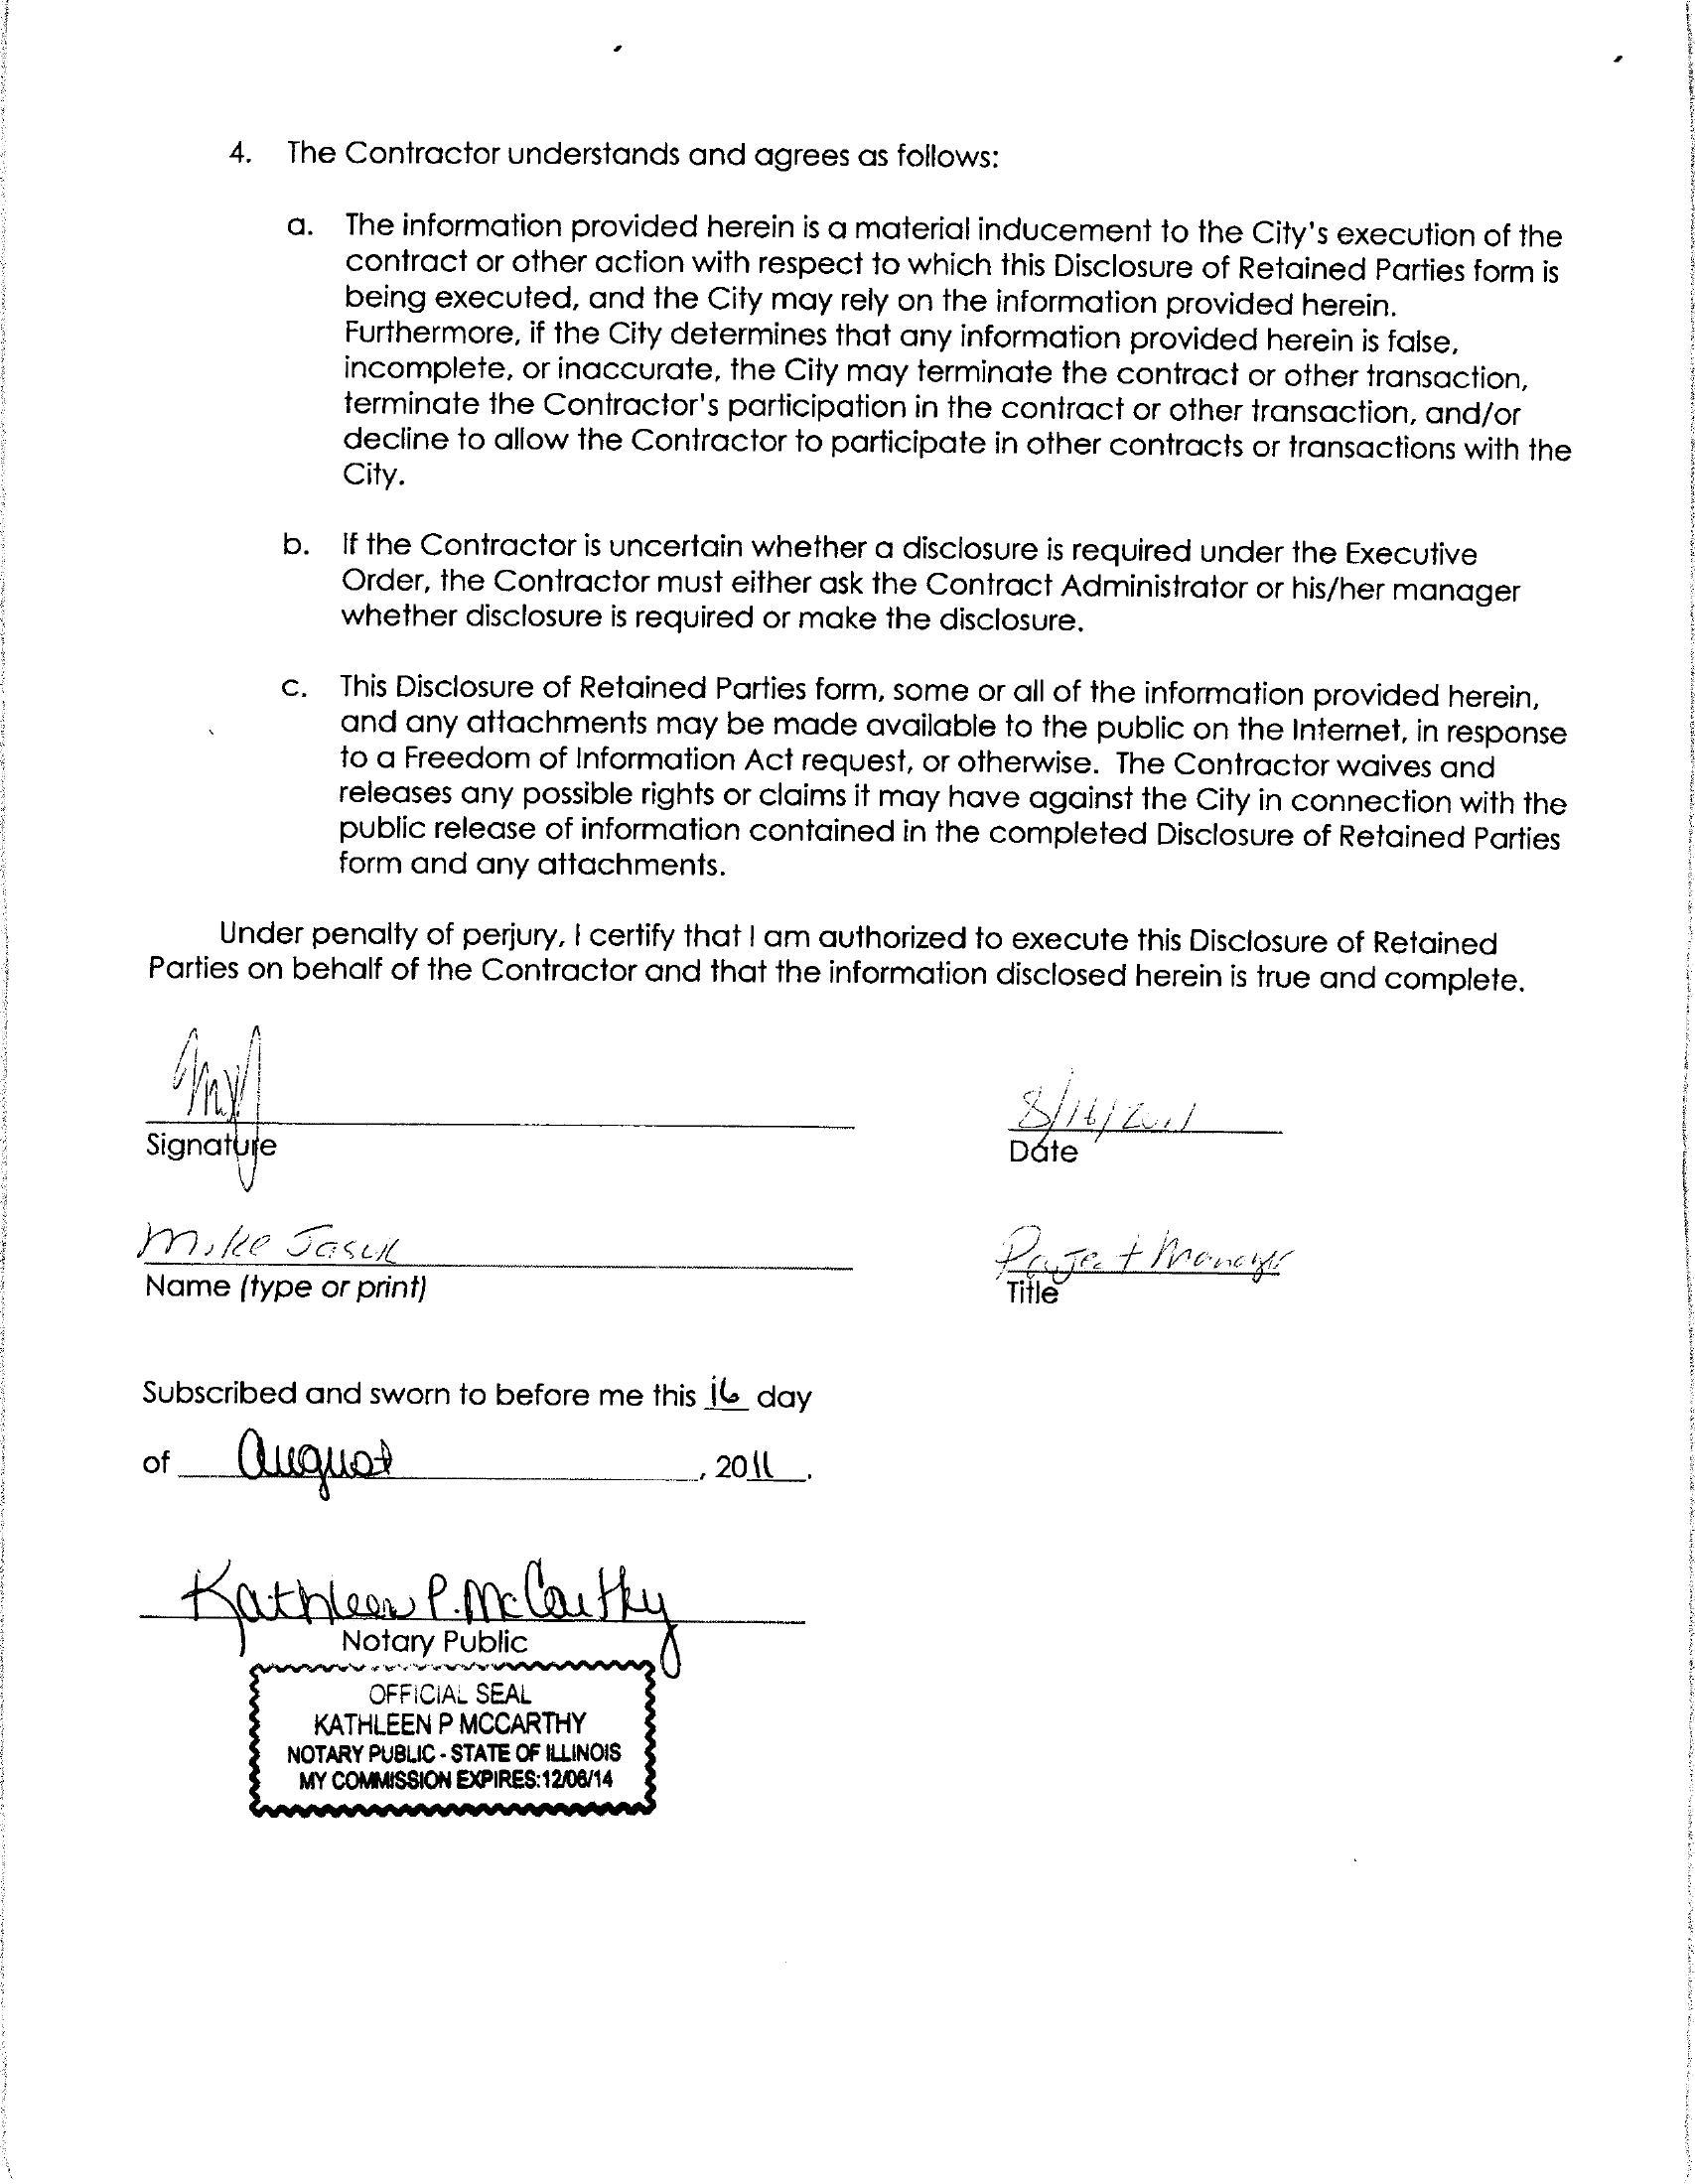 4. The Contractor understands and agrees as follows:
a. The information provided herein is a material inducement to the City's execution of the
contract or other action with respect to which this Disclosure of Retained Parties form is
being executed, and the City may rely on the information provided herein.
Furthermore, if the City determines that any information provided herein is false,
incomplete, or inaccurate, the City may terminate the contract or other transaction,
terminate the Contractor's participation in the contract or other transaction, and/or
decline to allow the Contractor to participate in other contracts or transactions with the
City.
b. If the Contractor is uncertain whether a disclosure is required under the Executive
Order, the Contractor must either ask the Contract Administrator or his/her manager
whether disclosure is required or make the disclosure.
c. This Disclosure of Retained Parties form, some or all of the information provided herein,
and any attachments may be made available to the public on the Internet, in response
to a Freedom of Information Act request, or otherwise. The Contractor waives and
releases any possible rights or claims it may have against the City in connection with the
public release of information contained in the completed Disclosure of Retained Parties
form and any attachments.
Under penalty of perjury, I certify that I am authorized to execute this Disclosure of Retained
Parties on behalf of the Contractor and that the information disclosed herein is true and complete.
8/16/2011
Signature Date
Mike Project Manager
Name (type or print) Title
Subscribed and sworn to before me this 16 day
of August, 2011.
Kathleen P. McCarthy
Notary Public
OFFICIAL SEAL
KATHLEEN P MCCARTHY
NOTARY PUBLIC - STATE OF ILLINOIS
MY COMMISSION EXPIRES:12/06/14